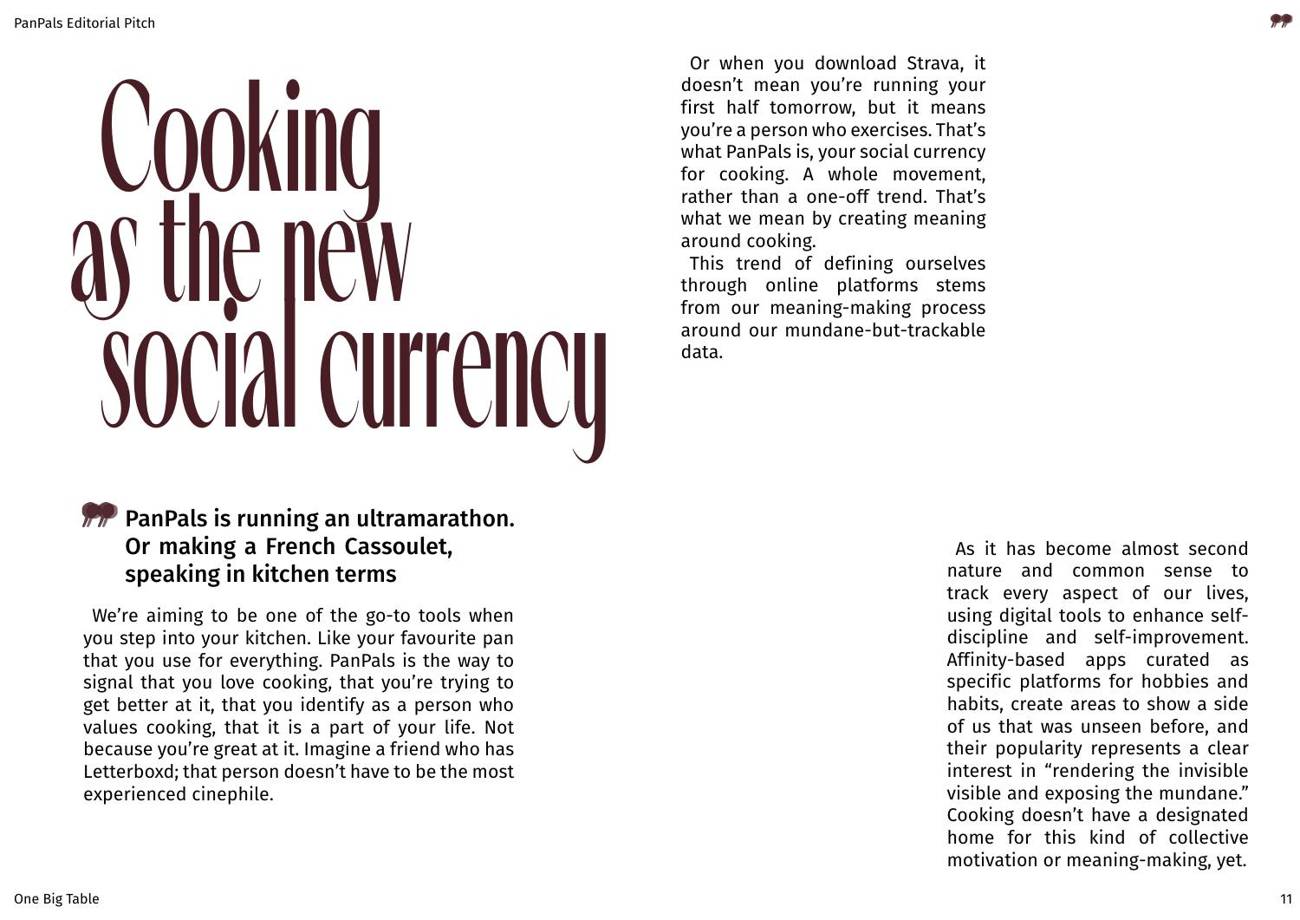 PanPals Editorial Pitch
Cooking
as the new
social currency
PanPals is running an ultramarathon.
Or making a French Cassoulet,
speaking in kitchen terms
We’re aiming to be one of the go-to tools when
you step into your kitchen. Like your favourite pan
that you use for everything. PanPals is the way to
signal that you love cooking, that you’re trying to
get better at it, that you identify as a person who
values cooking, that it is a part of your life. Not
because you’re great at it. Imagine a friend who has
Letterboxd; that person doesn’t have to be the most
experienced cinephile.
Or when you download Strava, it
doesn’t mean you’re running your
first half tomorrow, but it means
you’re a person who exercises. That’s
what PanPals is, your social currency
for cooking. A whole movement,
rather than a one-off trend. That’s
what we mean by creating meaning
around cooking.
This trend of defining ourselves
through online platforms stems
from our meaning-making process
around our mundane-but-trackable
data.
As it has become almost second
nature and common sense to
track every aspect of our lives,
using digital tools to enhance self-
discipline and self-improvement.
Affinity-based apps curated as
specific platforms for hobbies and
habits, create areas to show a side
of us that was unseen before, and
their popularity represents a clear
interest in “rendering the invisible
visible and exposing the mundane.”
Cooking doesn’t have a designated
home for this kind of collective
motivation or meaning-making, yet.
One Big Table
11